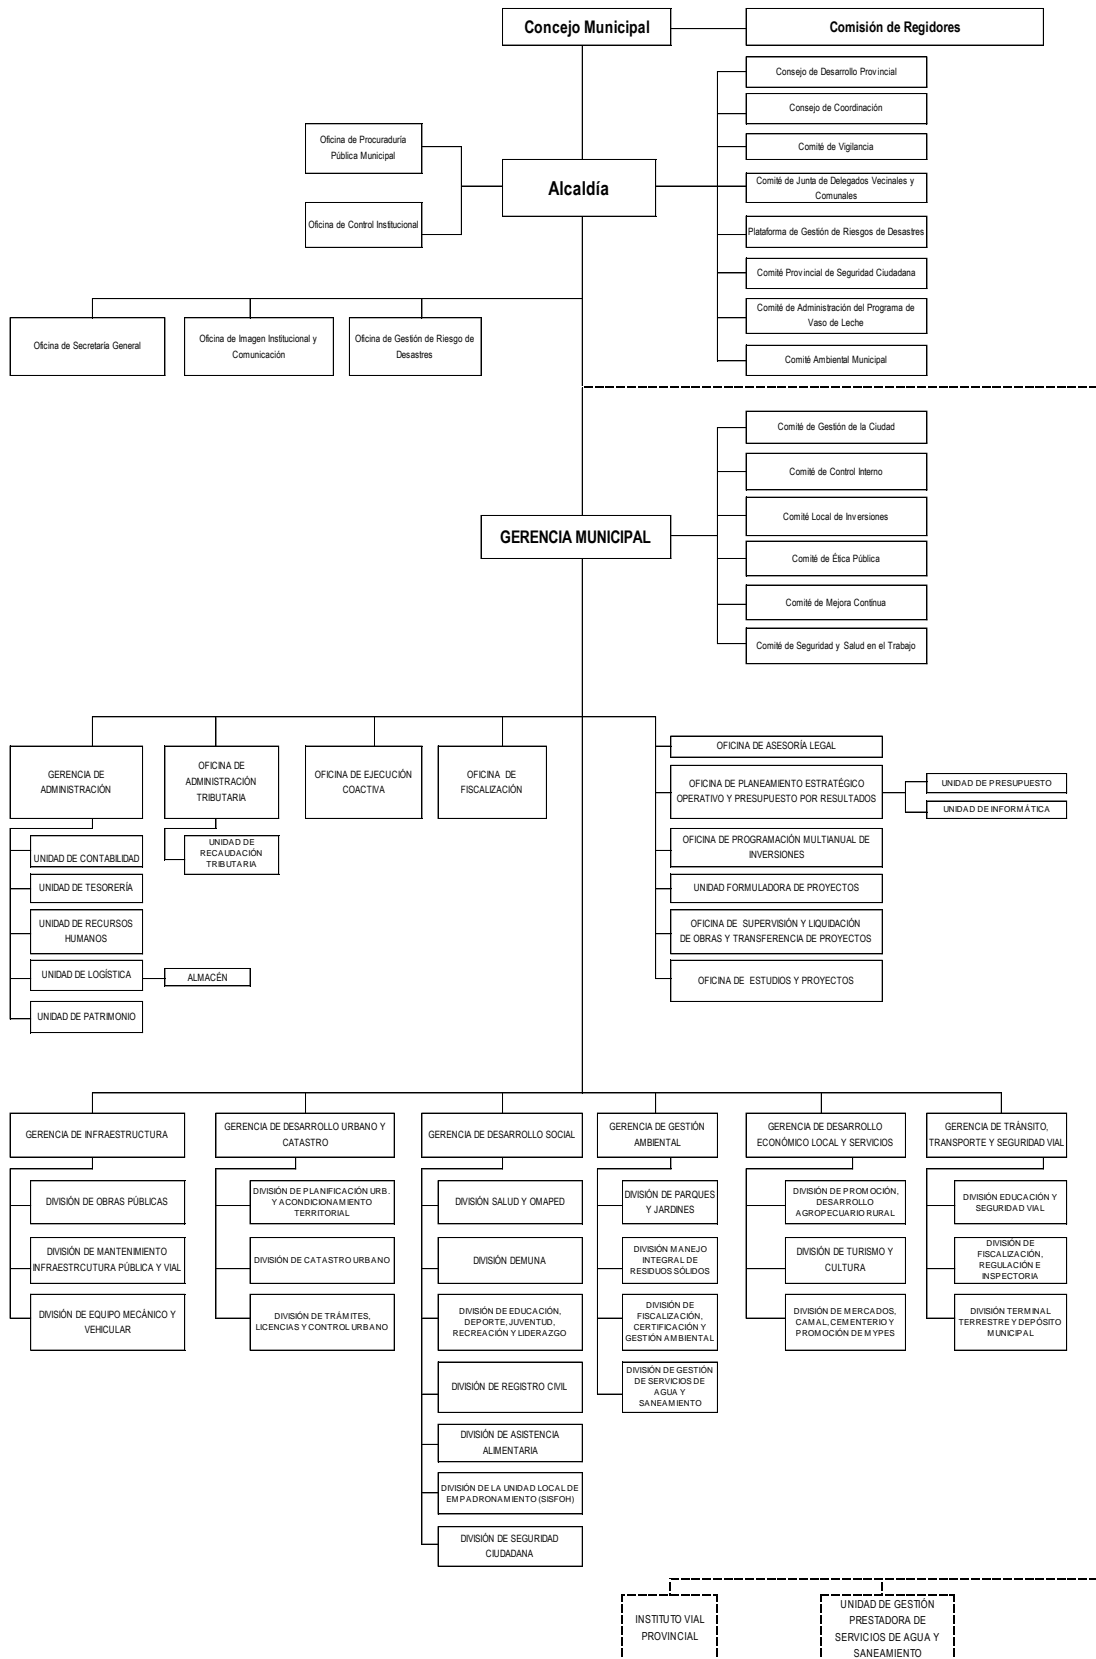 Concejo Municipal
Comisión de Regidores
Consejo de Desarrollo Provincial
Consejo de Coordinación
Comité de Vigilancia
Comité de Junta de Delegados Vecinales y
Comunales
Plataforma de Gestión de Riesgos de Desastres
Comité Provincial de Seguridad Ciudadana
Comité de Administración del Programa de
Vaso de Leche
Comité Ambiental Municipal
Oficina de Procuraduría
Pública Municipal
Alcaldía
Oficina de Control Institucional
Oficina de Secretaría General
Oficina de Imagen Institucional y
Comunicación
Oficina de Gestión de Riesgo de
Desastres
Comité de Gestión de la Ciudad
Comité de Control Interno
Comité Local de Inversiones
Comité de Ética Pública
Comité de Mejora Contínua
Comité de Seguridad y Salud en el Trabajo
GERENCIA MUNICIPAL
GERENCIA DE
ADMINISTRACIÓN
OFICINA DE
ADMINISTRACIÓN
TRIBUTARIA
OFICINA DE EJECUCIÓN
COACTIVA
OFICINA DE
FISCALIZACIÓN
OFICINA DE ASESORÍA LEGAL
OFICINA DE PLANEAMIENTO ESTRATÉGICO
OPERATIVO Y PRESUPUESTO POR RESULTADOS
UNIDAD DE PRESUPUESTO
UNIDAD DE INFORMÁTICA
OFICINA DE PROGRAMACIÓN MULTIANUAL DE
INVERSIONES
UNIDAD FORMULADORA DE PROYECTOS
OFICINA DE SUPERVISIÓN Y LIQUIDACIÓN
DE OBRAS Y TRANSFERENCIA DE PROYECTOS
OFICINA DE ESTUDIOS Y PROYECTOS
UNIDAD DE CONTABILIDAD
UNIDAD DE TESORERÍA
UNIDAD DE RECURSOS
HUMANOS
UNIDAD DE LOGÍSTICA
ALMACÉN
UNIDAD DE PATRIMONIO
UNIDAD DE
RECAUDACIÓN
TRIBUTARIA
GERENCIA DE INFRAESTRUCTURA
GERENCIA DE DESARROLLO URBANO Y
CATASTRO
GERENCIA DE DESARROLLO SOCIAL
GERENCIA DE GESTIÓN
AMBIENTAL
GERENCIA DE DESARROLLO
ECONÓMICO LOCAL Y SERVICIOS
GERENCIA DE TRÁNSITO,
TRANSPORTE Y SEGURIDAD VIAL
DIVISIÓN DE OBRAS PÚBLICAS
DIVISIÓN DE MANTENIMIENTO
INFRAESTRCUTURA PÚBLICA Y VIAL
DIVISIÓN DE EQUIPO MECÁNICO Y
VEHICULAR
DIVISIÓN DE PLANIFICACIÓN URB.
Y ACONDICIONAMIENTO
TERRITORIAL
DIVISIÓN DE CATASTRO URBANO
DIVISIÓN DE TRÁMITES,
LICENCIAS Y CONTROL URBANO
DIVISIÓN SALUD Y OMAPED
DIVISIÓN DEMUNA
DIVISIÓN DE EDUCACIÓN,
DEPORTE, JUVENTUD,
RECREACIÓN Y LIDERAZGO
DIVISIÓN DE REGISTRO CIVIL
DIVISIÓN DE ASISTENCIA
ALIMENTARIA
DIVISIÓN DE LA UNIDAD LOCAL DE
EMPADRONAMIENTO (SISFOH)
DIVISIÓN DE SEGURIDAD
CIUDADANA
DIVISIÓN DE PARQUES
Y JARDINES
DIVISIÓN MANEJO
INTEGRAL DE
RESIDUOS SÓLIDOS
DIVISIÓN DE
FISCALIZACIÓN,
CERTIFICACIÓN Y
GESTIÓN AMBIENTAL
DIVISIÓN DE GESTIÓN
DE SERVICIOS DE
AGUA Y
SANEAMIENTO
DIVISIÓN DE PROMOCIÓN,
DESARROLLO
AGROPECUARIO RURAL
DIVISIÓN DE TURISMO Y
CULTURA
DIVISIÓN DE MERCADOS,
CAMAL, CEMENTERIO Y
PROMOCIÓN DE MYPES
DIVISIÓN EDUCACIÓN Y
SEGURIDAD VIAL
DIVISIÓN DE
FISCALIZACIÓN,
REGULACIÓN E
INSPECTORIA
DIVISIÓN TERMINAL
TERRESTRE Y DEPÓSITO
MUNICIPAL
INSTITUTO VIAL
PROVINCIAL
UNIDAD DE GESTIÓN
PRESTADORA DE
SERVICIOS DE AGUA Y
SANEAMIENTO